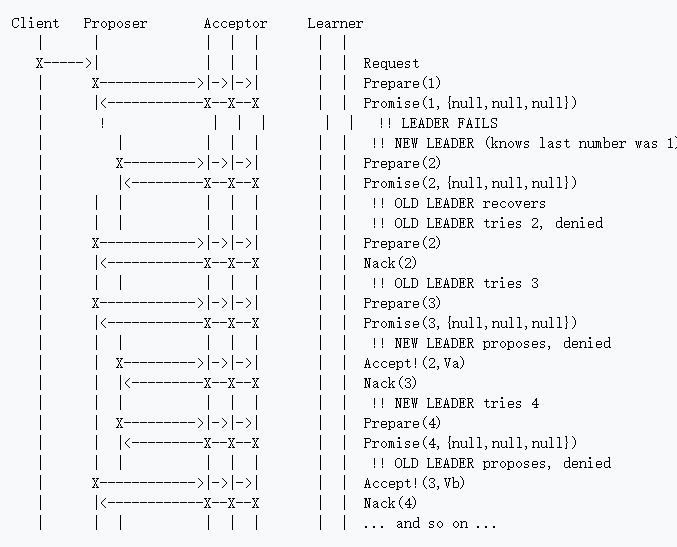 Client   Proposer        Acceptor     Learner
   |       |              |  |  |       |  |
   X----->|              |  |  |       |  |  Request
   |       X------------>|->|->|       |  |  Prepare(1)
   |       |<------------X--X--X       |  |  Promise(1,{null,null,null})
   |       !              |  |  |       |  |  !! LEADER FAILS
   |          |           |  |  |       |  |  !! NEW LEADER (knows last number was 1)
   |          X--------->|->|->|       |  |  Prepare(2)
   |          |<---------X--X--X       |  |  Promise(2,{null,null,null})
   |       |  |           |  |  |       |  |  !! OLD LEADER recovers
   |       |  |           |  |  |       |  |  !! OLD LEADER tries 2, denied
   |       X------------>|->|->|       |  |  Prepare(2)
   |       |<------------X--X--X       |  |  Nack(2)
   |       |  |           |  |  |       |  |  !! OLD LEADER tries 3
   |       X------------>|->|->|       |  |  Prepare(3)
   |       |<------------X--X--X       |  |  Promise(3,{null,null,null})
   |       |  |           |  |  |       |  |  !! NEW LEADER proposes, denied
   |       |  X--------->|->|->|       |  |  Accept!(2,Va)
   |       |  |<---------X--X--X       |  |  Nack(3)
   |       |  |           |  |  |       |  |  !! NEW LEADER tries 4
   |       |  X--------->|->|->|       |  |  Prepare(4)
   |       |  |<---------X--X--X       |  |  Promise(4,{null,null,null})
   |       |  |           |  |  |       |  |  !! OLD LEADER proposes, denied
   |       X------------>|->|->|       |  |  Accept!(3,Vb)
   |       |<------------X--X--X       |  |  Nack(4)
   |       |  |           |  |  |       |  |  ... and so on ...